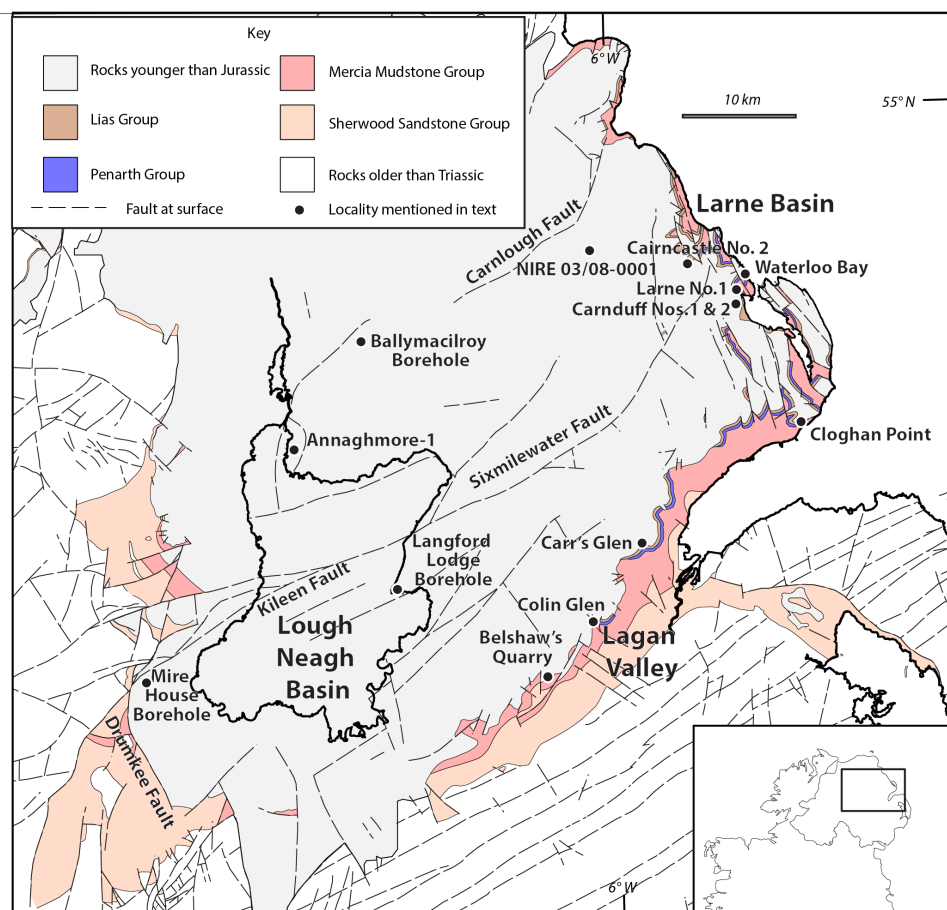 Key
Rocks younger than Jurassic
Mercia Mudstone Group
Lias Group
Sherwood Sandstone Group
Penarth Group
Rocks older than Triassic
Fault at surface
Locality mentioned in text
6° W
10 km
55° N
Larne Basin
Carnlough Fault
Cairncastle No. 2
NIRE 03/08-0001
Waterloo Bay
Larne No.1
Carnduff Nos.1 & 2
Ballymacilroy
Borehole
Annaghmore-1
Sixmilewater Fault
Cloghan Point
Langford
Lodge
Borehole
Carr's Glen
Kileen Fault
Colin Glen
Lough
Neagh
Basin
Belshaw's
Quarry
Lagan
Valley
Mire
House
Borehole
Drumkee Fault
6° W